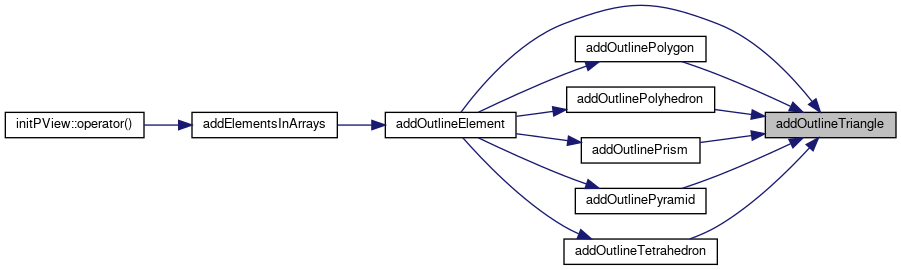 initPView::operator()
addElementsInArrays
addOutlineElement
addOutlinePolygon
addOutlinePolyhedron
addOutlinePrism
addOutlinePyramid
addOutlineTetrahedron
addOutlineTriangle